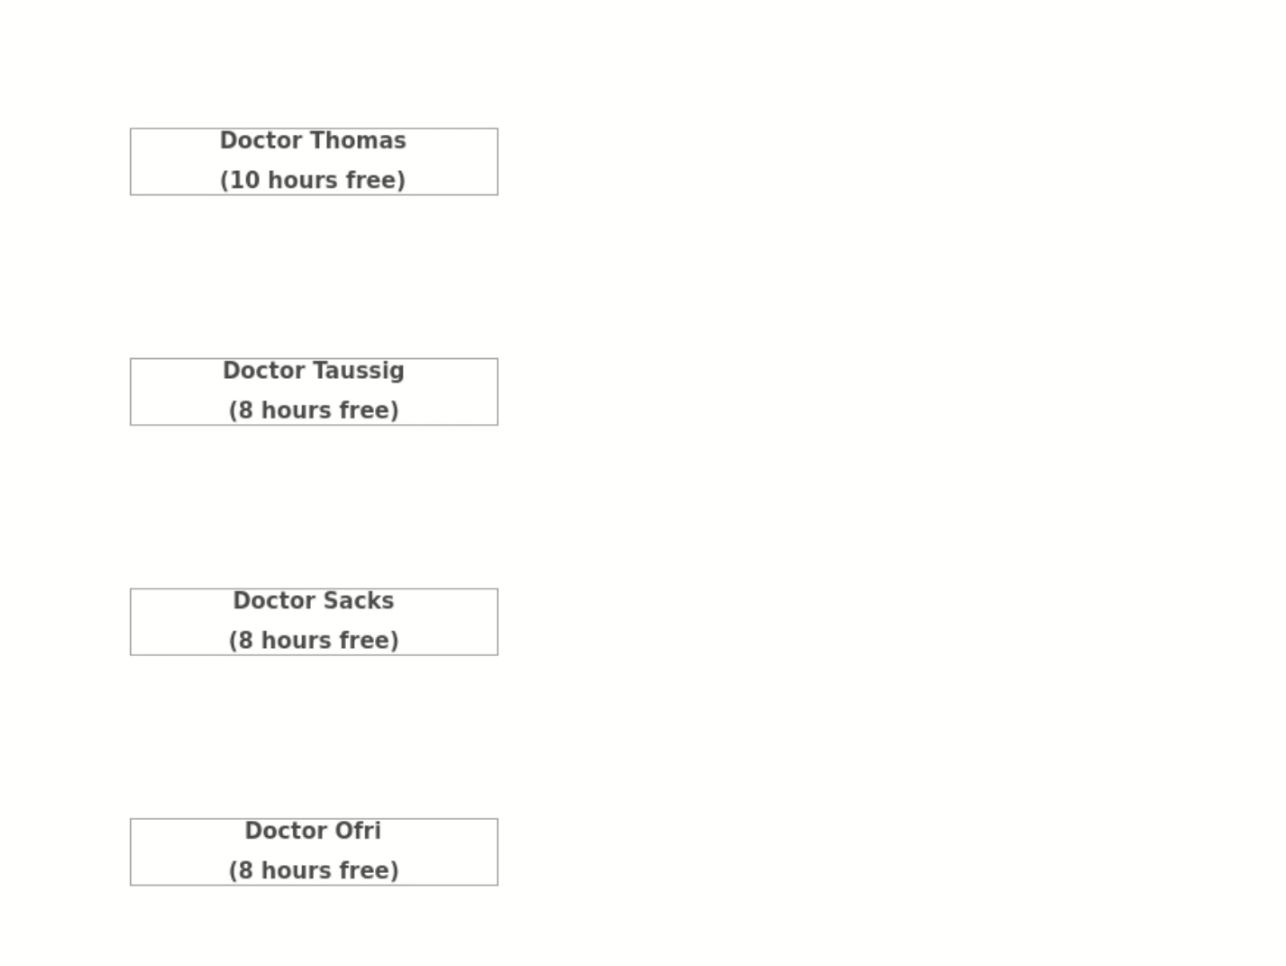 Doctor Thomas
(10 hours free)
Doctor Taussig
(8 hours free)
Doctor Sacks
(8 hours free)
Doctor Ofri
(8 hours free)